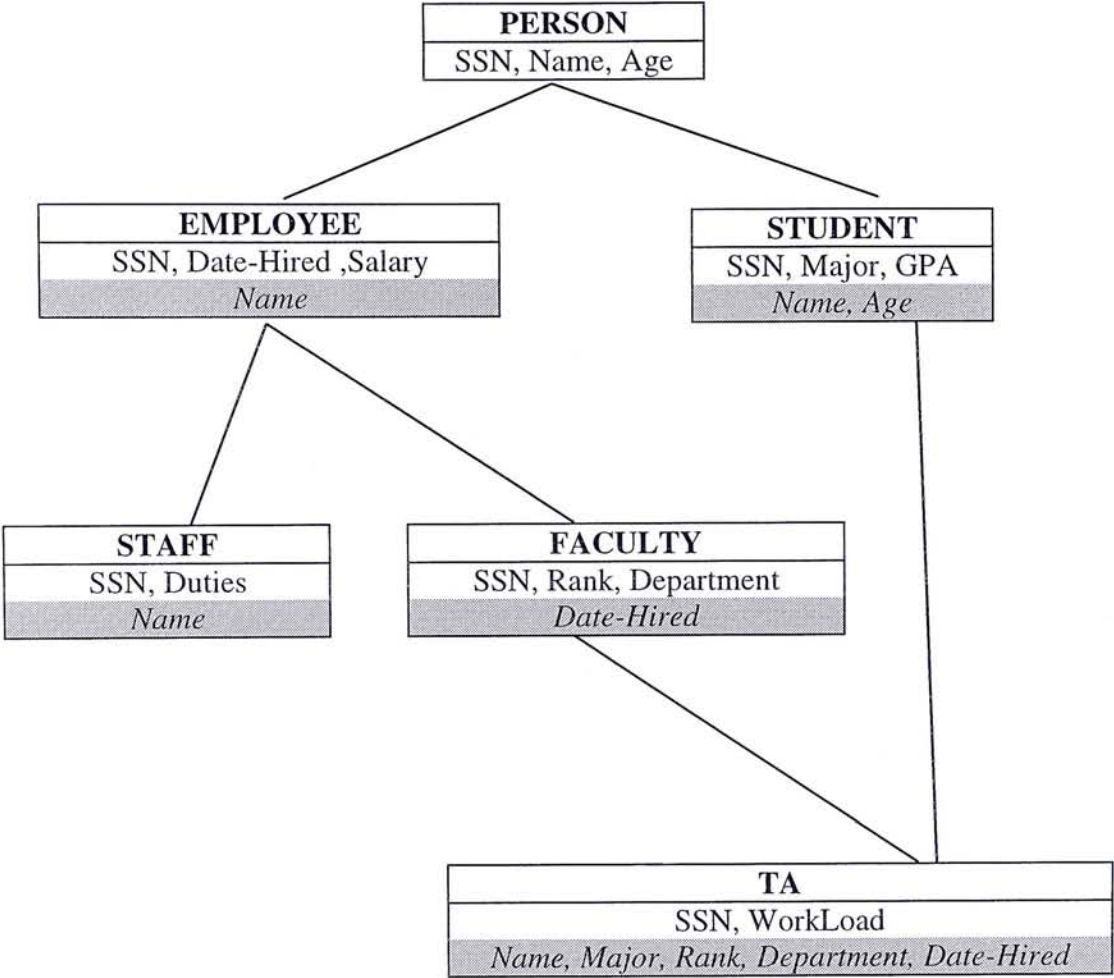 PERSON
SSN, Name, Age
EMPLOYEE
SSN, Date-Hired ,Salary
Name
STUDENT
SSN, Major, GPA
Name, Age
STAFF
SSN, Duties
Name
FACULTY
SSN, Rank, Department
Date-Hired
TA
SSN, WorkLoad
Name, Major, Rank, Department, Date-Hired